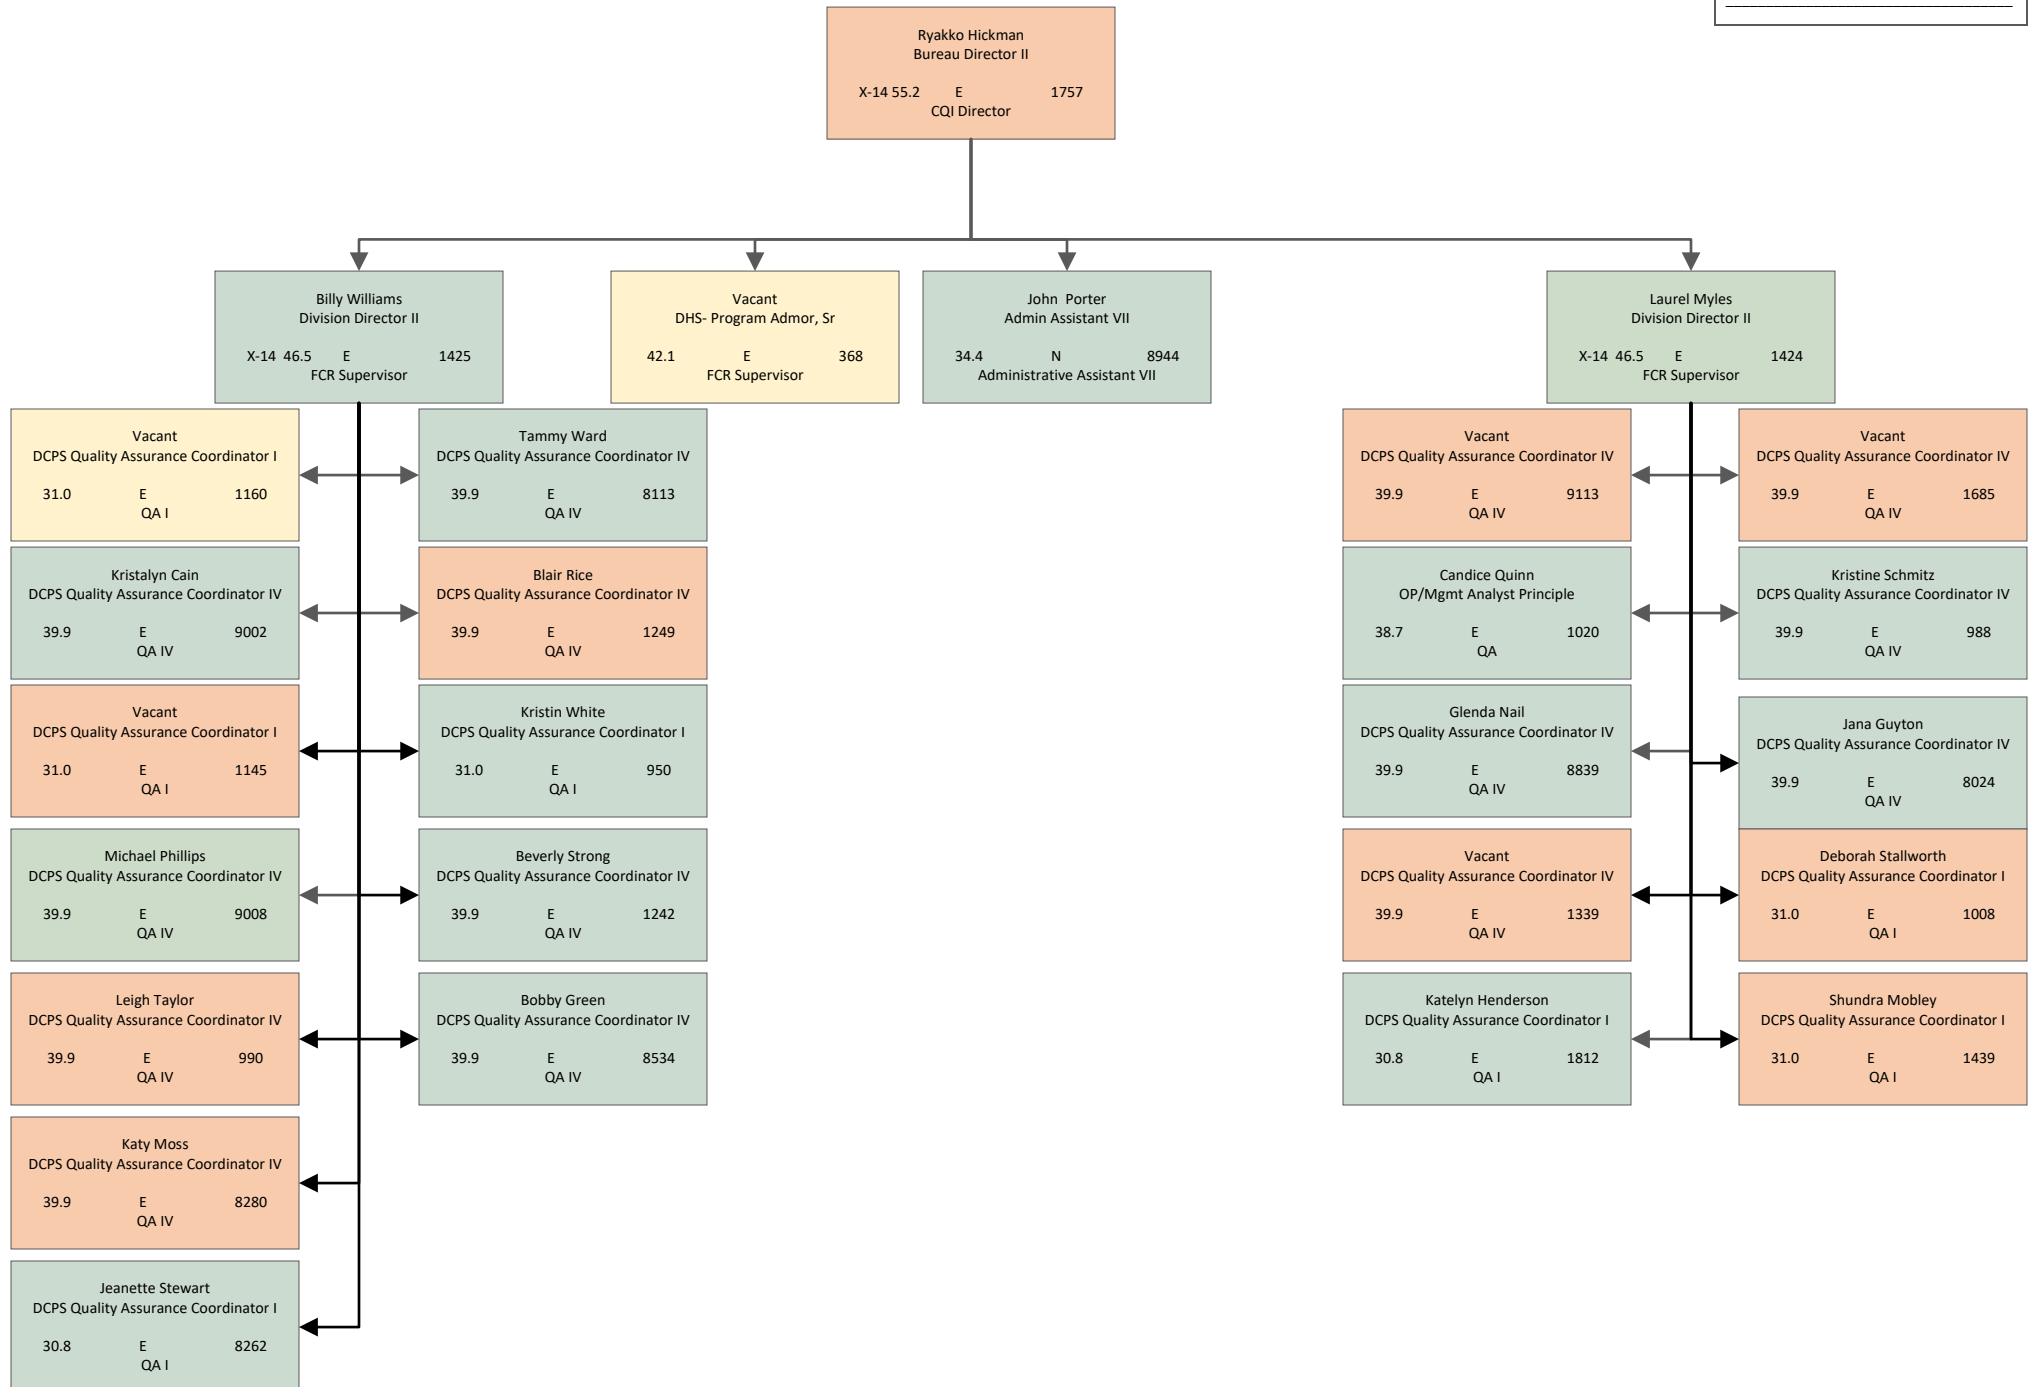 Ryakko Hickman
Bureau Director II
X-14 55.2 E 1757
CQI Director
Billy Williams
Division Director II
X-14 46.5 E 1425
FCR Supervisor
Vacant
DHS- Program Admor, Sr
42.1 E 368
FCR Supervisor
John Porter
Admin Assistant VII
34.4 N 8944
Administrative Assistant VII
Laurel Myles
Division Director II
X-14 46.5 E 1424
FCR Supervisor
Vacant
DCPS Quality Assurance Coordinator I
31.0 E 1160
QA I
Tammy Ward
DCPS Quality Assurance Coordinator IV
39.9 E 8113
QA IV
Kristalyn Cain
DCPS Quality Assurance Coordinator IV
39.9 E 9002
QA IV
Blair Rice
DCPS Quality Assurance Coordinator IV
39.9 E 1249
QA IV
Vacant
DCPS Quality Assurance Coordinator I
31.0 E 1145
QA I
Kristin White
DCPS Quality Assurance Coordinator I
31.0 E 950
QA I
Michael Phillips
DCPS Quality Assurance Coordinator IV
39.9 E 9008
QA IV
Beverly Strong
DCPS Quality Assurance Coordinator IV
39.9 E 1242
QA IV
Leigh Taylor
DCPS Quality Assurance Coordinator IV
39.9 E 990
QA IV
Bobby Green
DCPS Quality Assurance Coordinator IV
39.9 E 8534
QA IV
Katy Moss
DCPS Quality Assurance Coordinator IV
39.9 E 8280
QA IV
Jeanette Stewart
DCPS Quality Assurance Coordinator I
30.8 E 8262
QA I
Vacant
DCPS Quality Assurance Coordinator IV
39.9 E 9113
QA IV
Vacant
DCPS Quality Assurance Coordinator IV
39.9 E 1685
QA IV
Candice Quinn
OP/Mgmt Analyst Principle
38.7 E 1020
QA
Kristine Schmitz
DCPS Quality Assurance Coordinator IV
39.9 E 988
QA IV
Glenda Nail
DCPS Quality Assurance Coordinator IV
39.9 E 8839
QA IV
Jana Guyton
DCPS Quality Assurance Coordinator IV
39.9 E 8024
QA IV
Vacant
DCPS Quality Assurance Coordinator IV
39.9 E 1339
QA IV
Deborah Stallworth
DCPS Quality Assurance Coordinator I
31.0 E 1008
QA I
Katelyn Henderson
DCPS Quality Assurance Coordinator I
30.8 E 1812
QA I
Shundra Mobley
DCPS Quality Assurance Coordinator I
31.0 E 1439
QA I